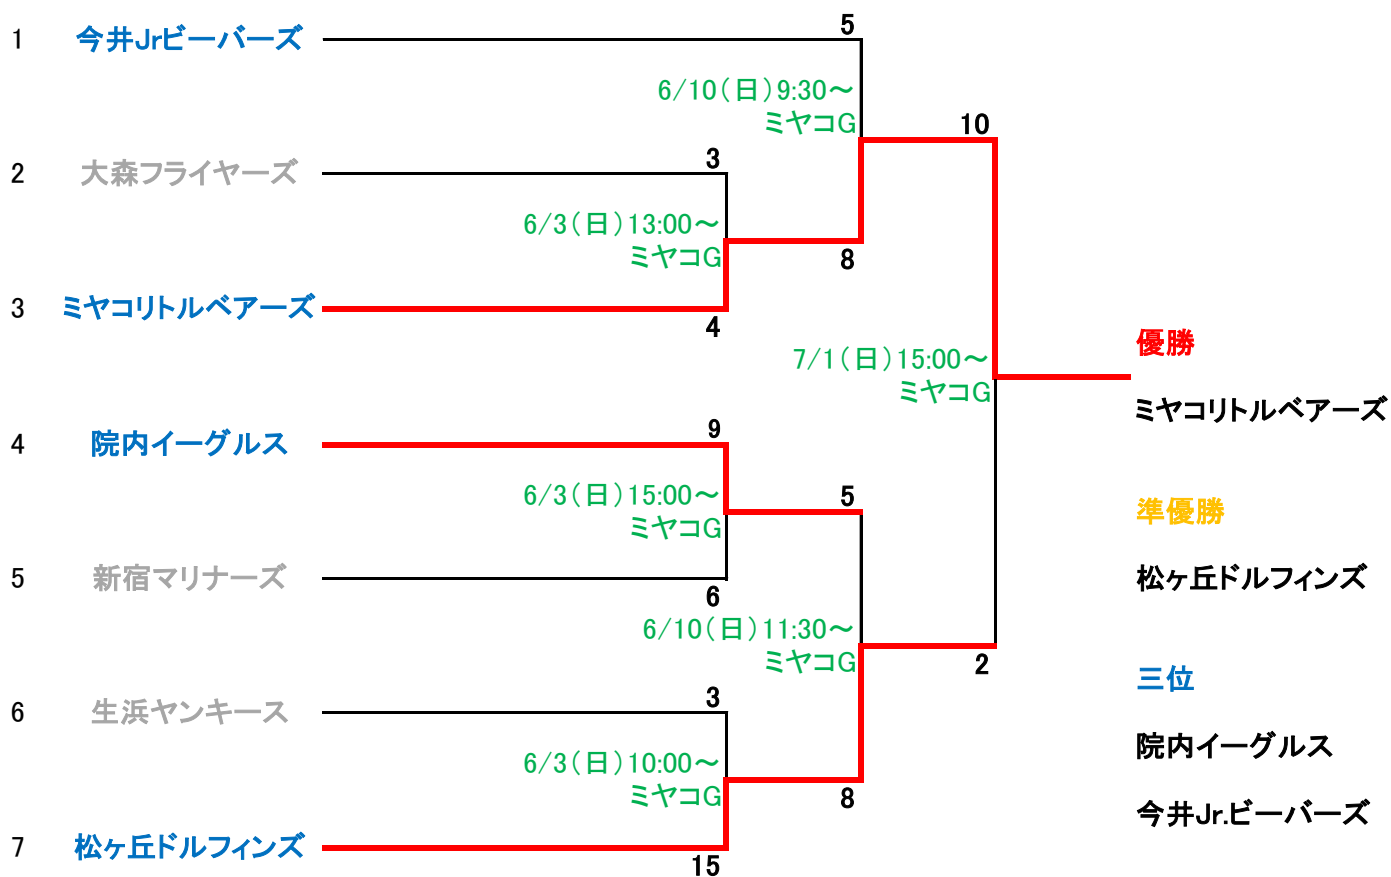 1 今井Jrビーバーズ 5
6/10(日)9:30～
ミヤコG
10
2 大森フライヤーズ 3
6/3(日)13:00～
ミヤコG
8
3 ミヤコリトルベアーズ 4
優勝
7/1(日)15:00～
ミヤコG
ミヤコリトルベアーズ
4 院内イーグルス 9
6/3(日)15:00～
ミヤコG
5
準優勝
5 新宿マリナーズ 6
松ヶ丘ドルフィンズ
6/10(日)11:30～
ミヤコG
2
三位
6 生浜ヤンキース 3
院内イーグルス
6/3(日)10:00～
ミヤコG
8
今井Jr.ビーバーズ
7 松ヶ丘ドルフィンズ 15